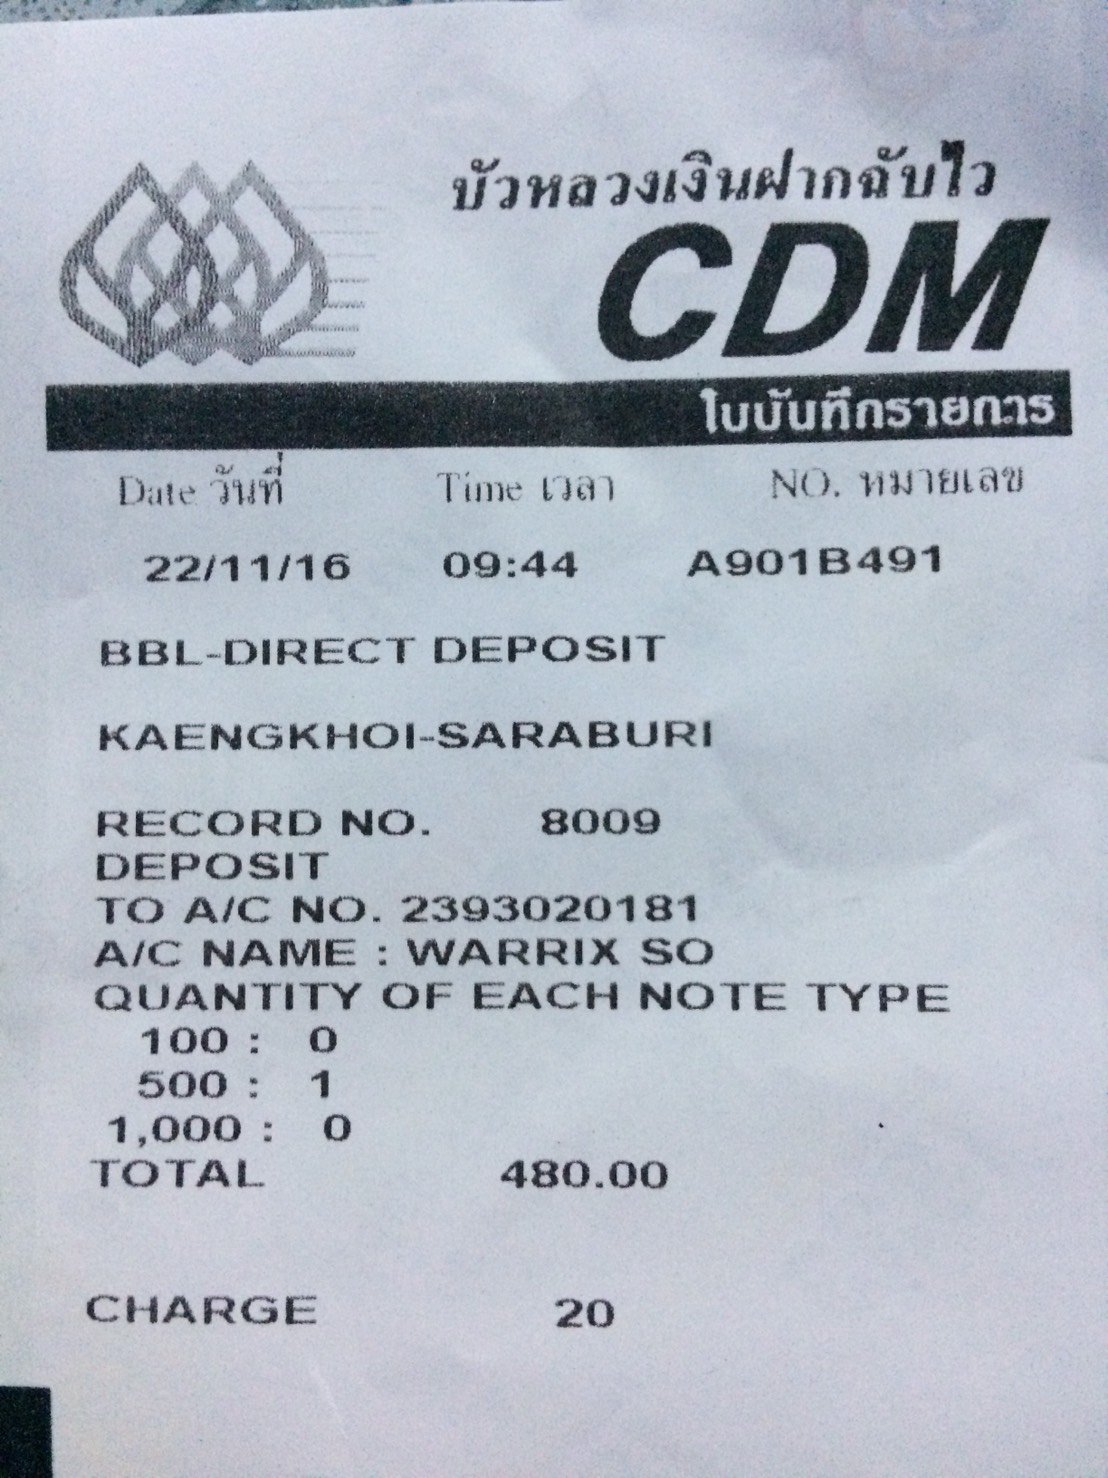 บัวหลวงเงินฝากฉับไว
CDM
ใบบันทึกรายการ
Date วันที่ Time เวลา NO. หมายเลข
22/11/16 09:44 A901B491
BBL-DIRECT DEPOSIT
KAENGKHOI-SARABURI
RECORD NO. 8009
DEPOSIT
TO A/C NO. 2393020181
A/C NAME : WARRIX SO
QUANTITY OF EACH NOTE TYPE
100 : 0
500 : 1
1,000 : 0
TOTAL 480.00
CHARGE 20